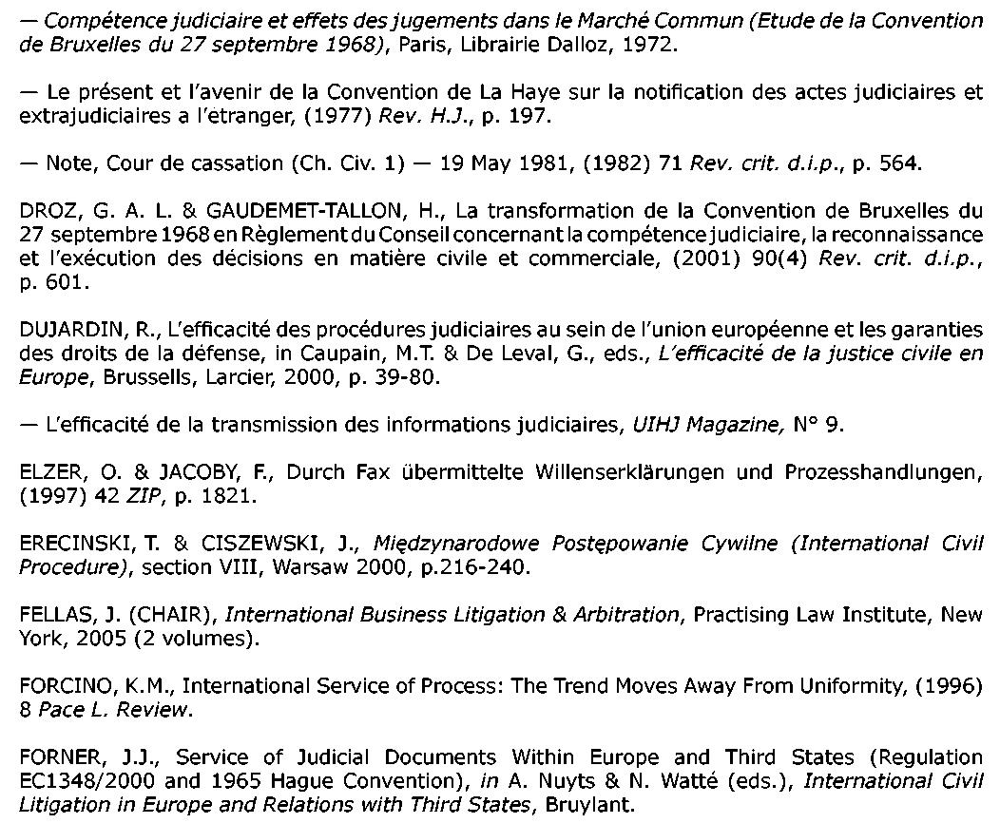 — Compétence judiciaire et effets des jugements dans le Marché Commun (Etude de la Convention
de Bruxelles du 27 septembre 1968), Paris, Librairie Dalloz, 1972.
— Le présent et l'avenir de la Convention de La Haye sur la notification des actes judiciaires et
extrajudiciaires a l'etranger, (1977) Rev. H.J., p. 197.
— Note, Cour de cassation (Ch. Civ. 1) — 19 May 1981, (1982) 71 Rev. crit. d.i.p., p. 564.
DROZ, G. A. L. & GAUDEMET-TALLON, H., La transformation de la Convention de Bruxelles du
27 septembre 1968 en Règlement du Conseil concernant la compétence judiciaire, la reconnaissance
et l'exécution des décisions en matière civile et commerciale, (2001) 90(4) Rev. crit. d.i.p.,
p. 601.
DUJARDIN, R., L'efficacité des procédures judiciaires au sein de l'union européenne et les garanties
des droits de la défense, in Caupain, M.T. & De Leval, G., eds., L'efficacité de la justice civile en
Europe, Brussells, Larcier, 2000, p. 39-80.
— L'efficacité de la transmission des informations judiciaires, UIHJ Magazine, N° 9.
ELZER, O. & JACOBY, F., Durch Fax übermittelte Willenserklärungen und Prozesshandlungen,
(1997) 42 ZIP, p. 1821.
ERECINSKI, T. & CISZEWSKI, J., Międzynarodowe Postępowanie Cywilne (International Civil
Procedure), section VIII, Warsaw 2000, p.216-240.
FELLAS, J. (CHAIR), International Business Litigation & Arbitration, Practising Law Institute, New
York, 2005 (2 volumes).
FORCINO, K.M., International Service of Process: The Trend Moves Away From Uniformity, (1996)
8 Pace L. Review.
FORNER, J.J., Service of Judicial Documents Within Europe and Third States (Regulation
EC1348/2000 and 1965 Hague Convention), in A. Nuyts & N. Watté (eds.), International Civil
Litigation in Europe and Relations with Third States, Bruylant.